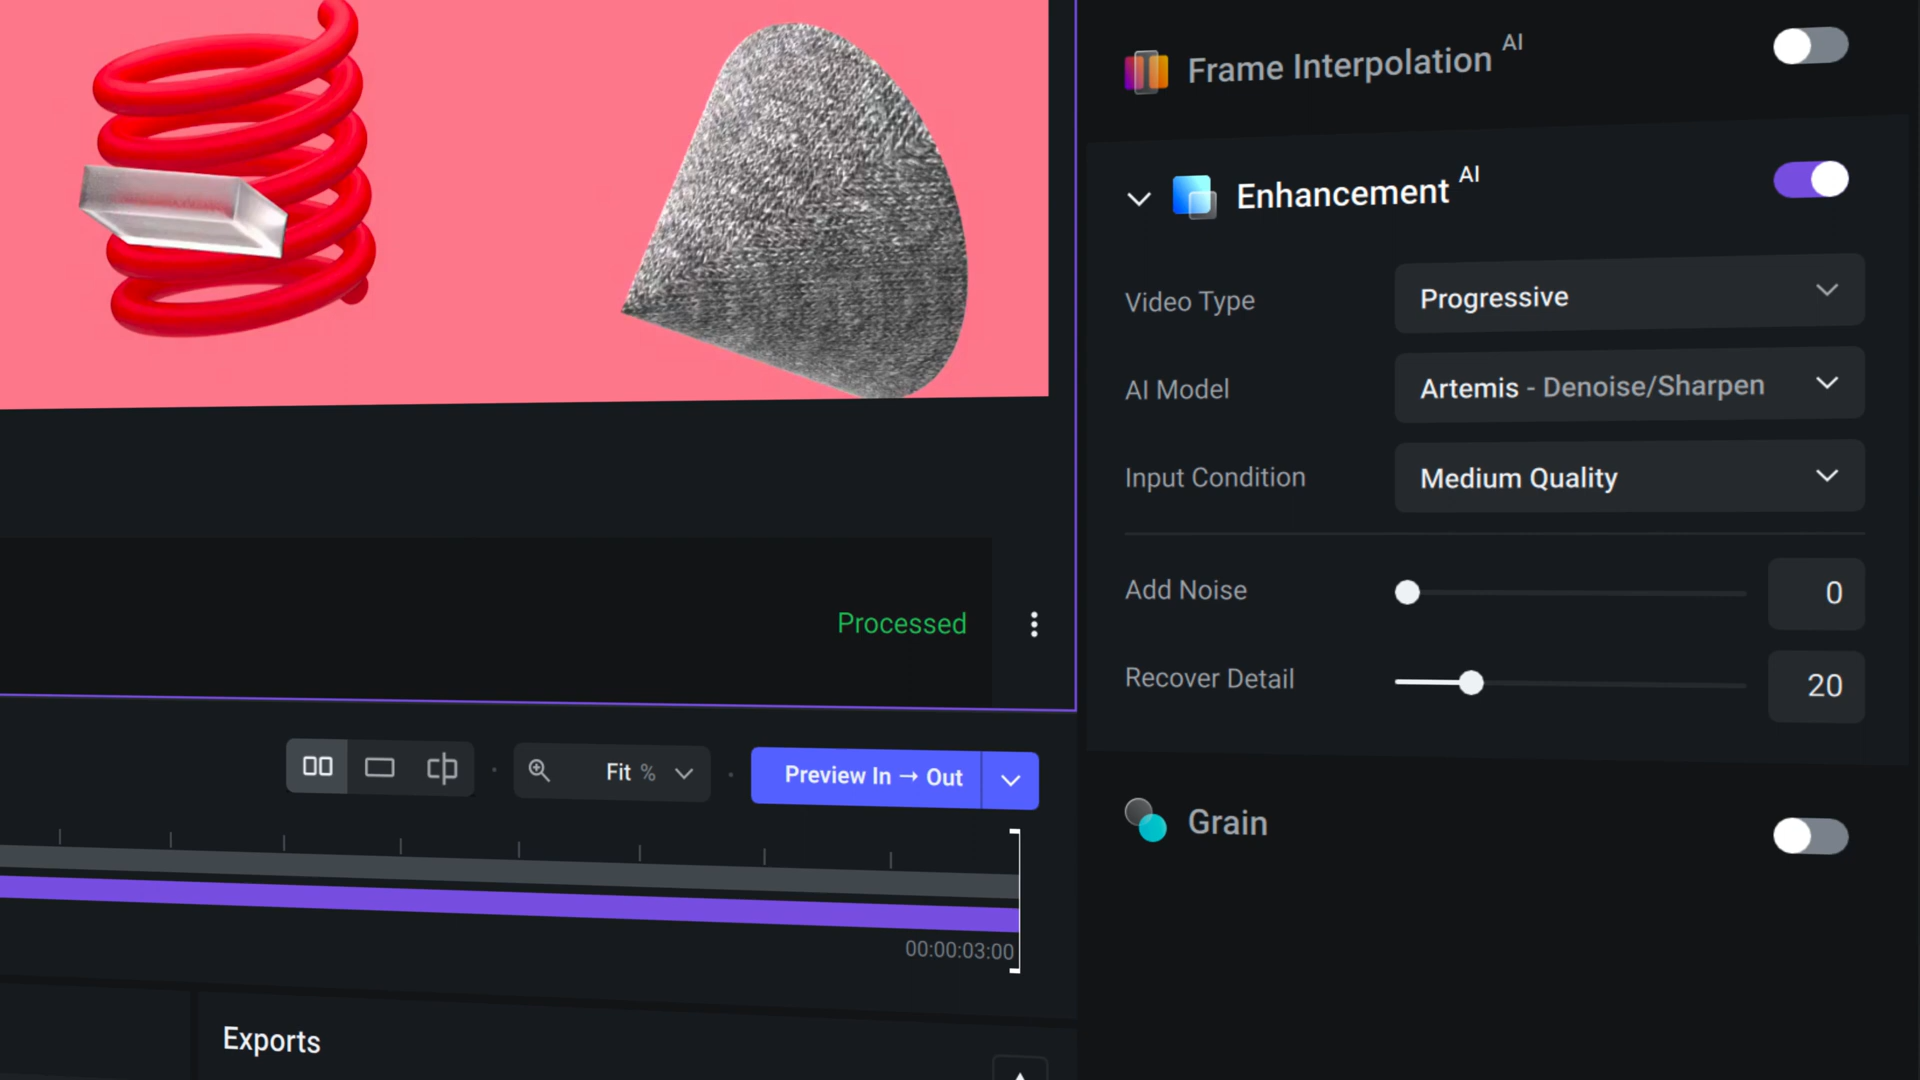 Frame Interpolation AI
Enhancement AI
Video Type
Progressive
AI Model
Artemis - Denoise/Sharpen
Input Condition
Medium Quality
Add Noise
0
Recover Detail
20
Grain
Processed
Fit %
Preview In → Out
00:00:03:00
Exports